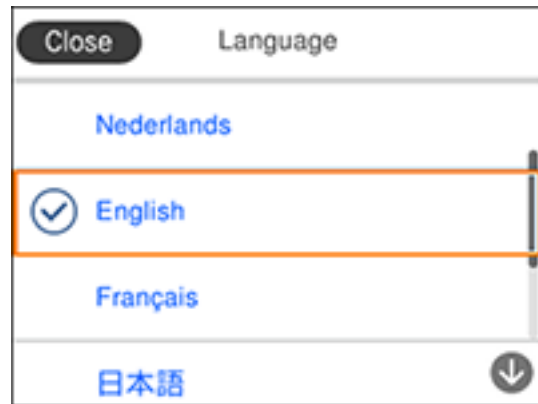 Close Language
Nederlands
English
Français
日本語